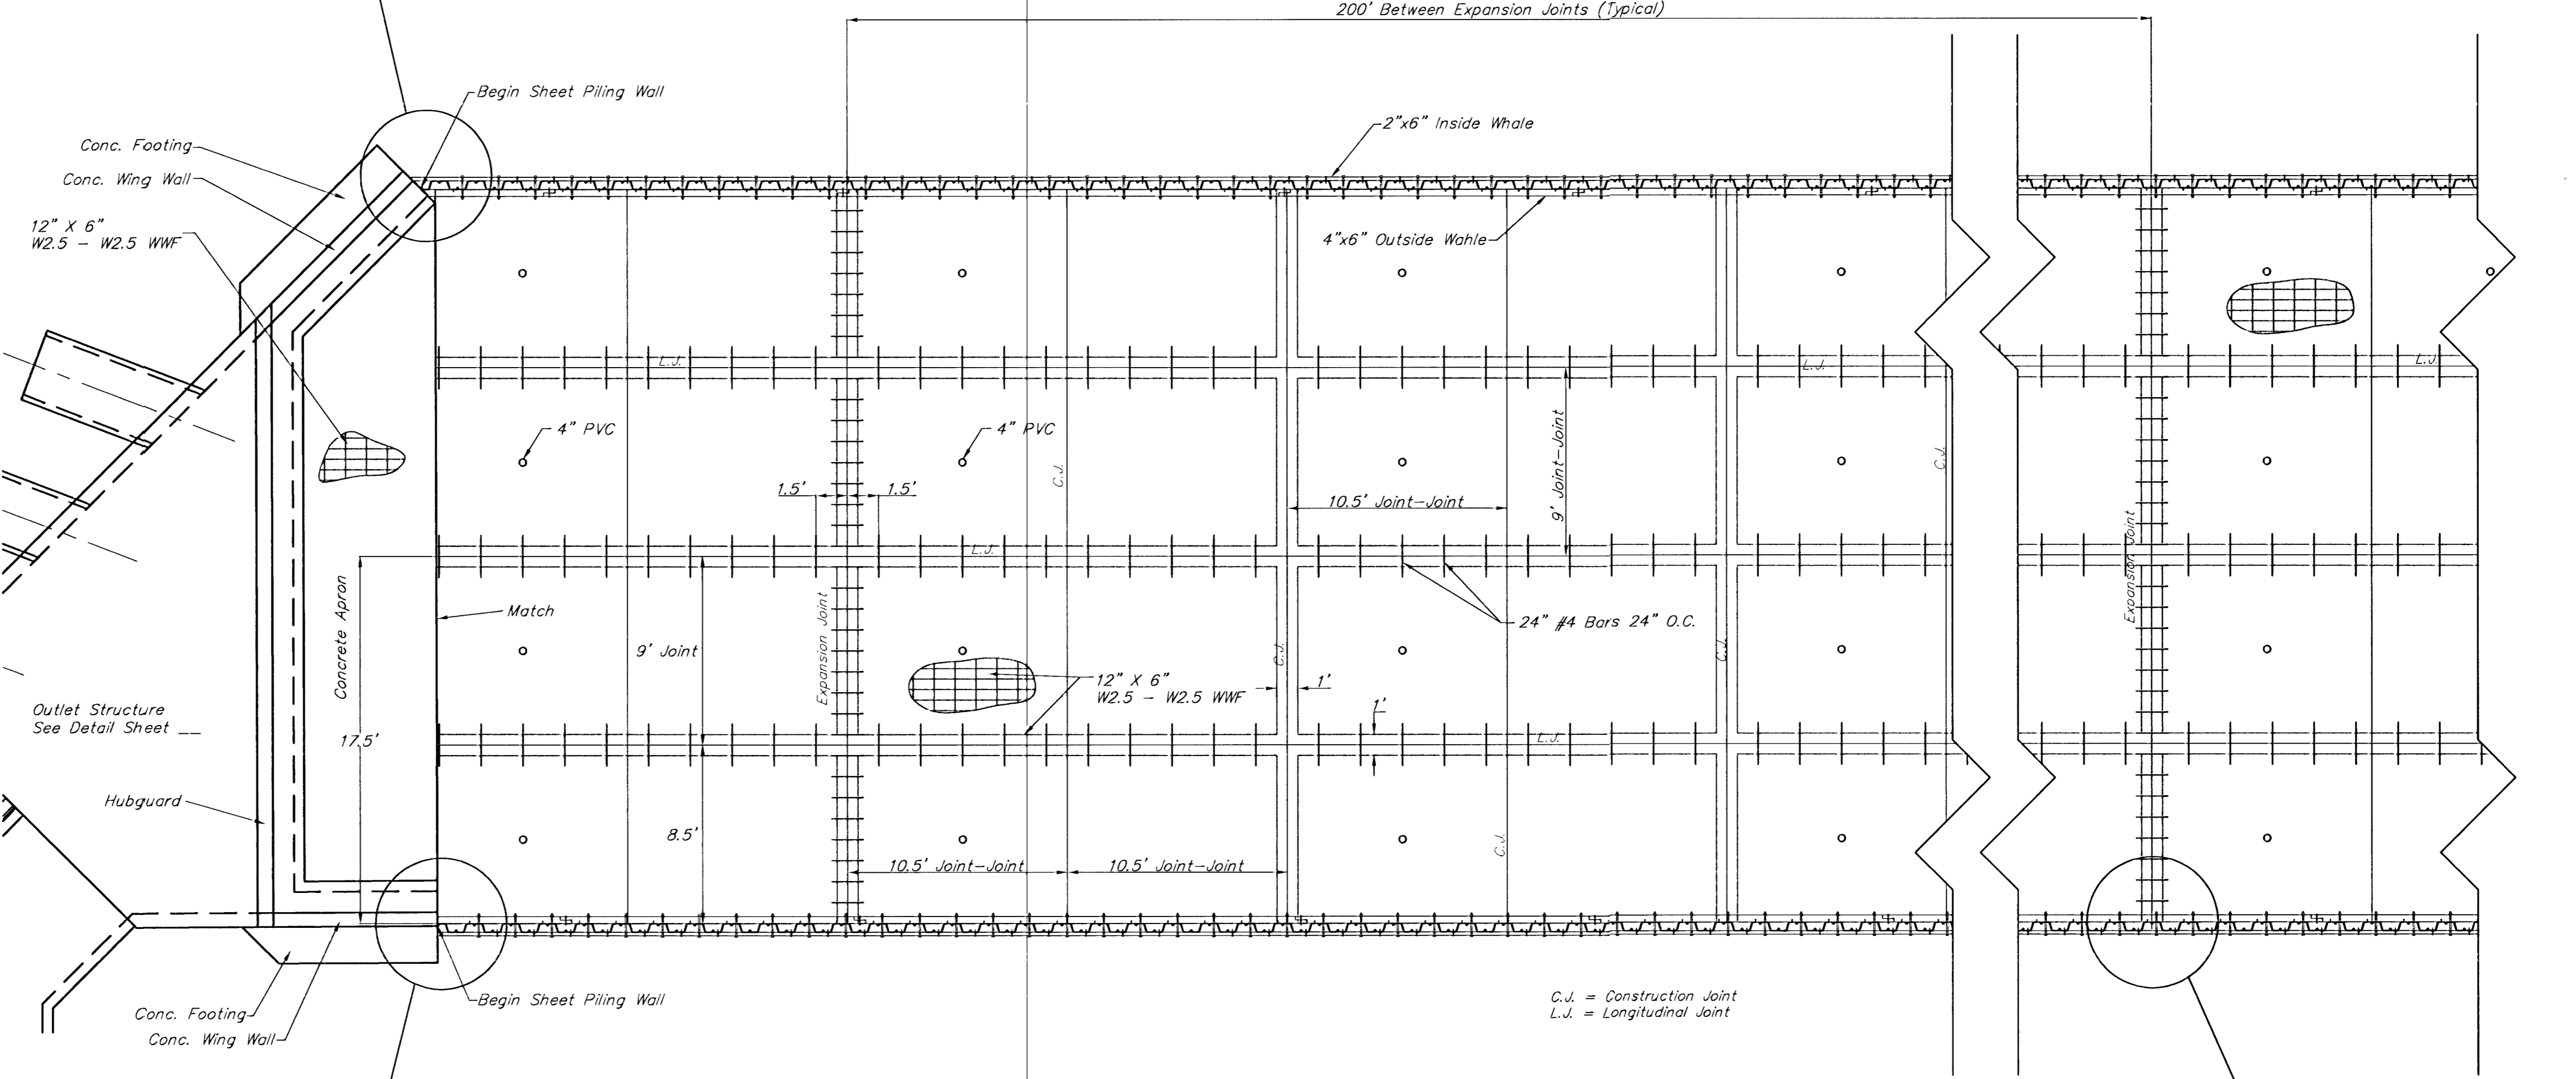 200' Between Expansion Joints (Typical)
Begin Sheet Piling Wall
2"x6" Inside Whale
Conc. Footing
Conc. Wing Wall
12" X 6"
W2.5 - W2.5 WWF
4"x6" Outside Wahle
L.J.
L.J.
L.J.
4" PVC
4" PVC
C.J.
C.J.
9' Joint-Joint
1.5'
1.5'
10.5' Joint-Joint
Expansion Joint
L.J.
Concrete Apron
Match
Expansion Joint
24" #4 Bars 24" O.C.
9' Joint
C.J.
C.J.
12" X 6"
W2.5 - W2.5 WWF
1'
1'
Outlet Structure
See Detail Sheet __
17.5'
L.J.
Hubguard
8.5'
C.J.
10.5' Joint-Joint
10.5' Joint-Joint
Begin Sheet Piling Wall
C.J. = Construction Joint
L.J. = Longitudinal Joint
Conc. Footing
Conc. Wing Wall